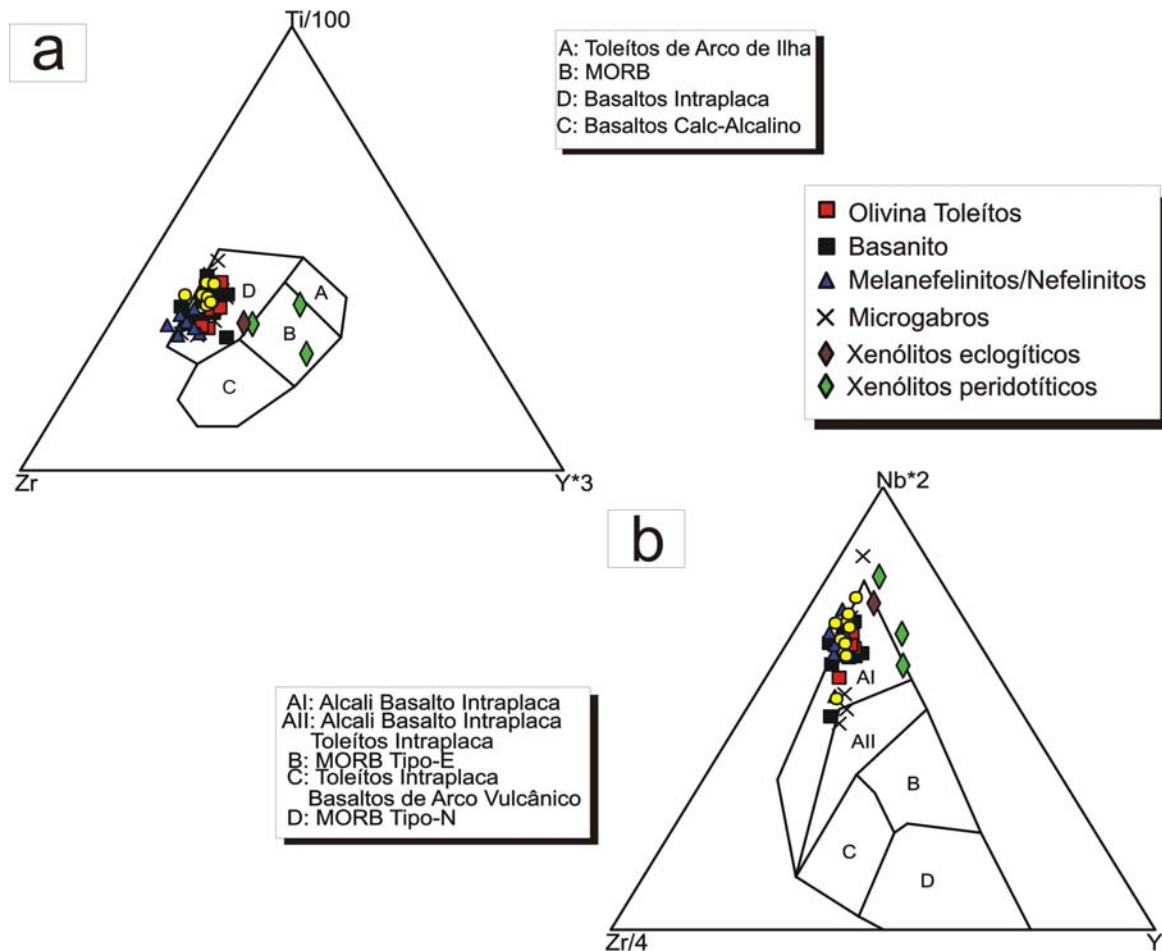 a
Ti/100
A: Toleítos de Arco de Ilha
B: MORB
D: Basaltos Intraplaca
C: Basaltos Calc-Alcalino
D
A
B
C
Zr
Y*3
Olivina Toleítos
Basanito
Melanefelinitos/Nefelinitos
Microgabros
Xenólitos eclogíticos
Xenólitos peridotíticos
b
Nb*2
AI
AII
B
C
D
Zr/4
Y
AI: Alcali Basalto Intraplaca
AII: Alcali Basalto Intraplaca
Toleítos Intraplaca
B: MORB Tipo-E
C: Toleítos Intraplaca
Basaltos de Arco Vulcânico
D: MORB Tipo-N